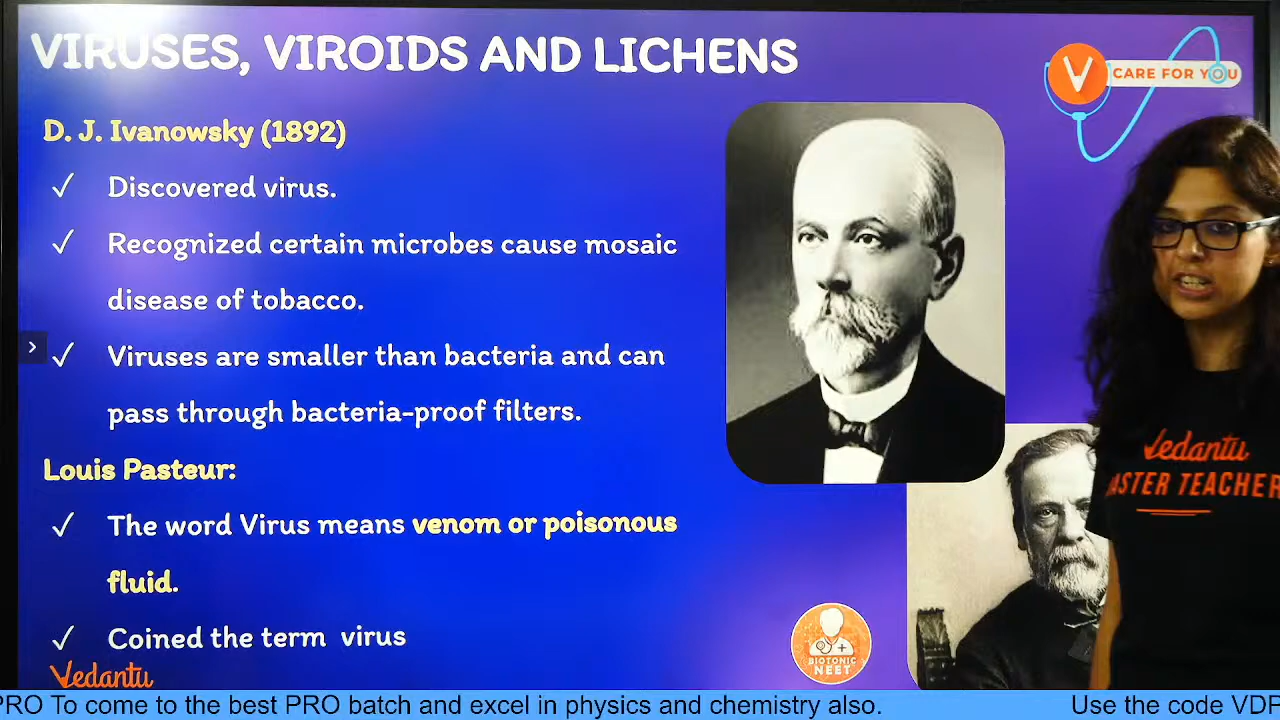 VIRUSES, VIROIDS AND LICHENS
V CARE FOR YOU
D. J. Ivanowsky (1892)
✓ Discovered virus.
✓ Recognized certain microbes cause mosaic
disease of tobacco.
✓ Viruses are smaller than bacteria and can
pass through bacteria-proof filters.
Louis Pasteur:
✓ The word Virus means venom or poisonous
fluid.
✓ Coined the term virus
Vedantu
BIOTONIC
NEET
Vedantu
ASTER TEACHER
PRO To come to the best PRO batch and excel in physics and chemistry also. Use the code VDP